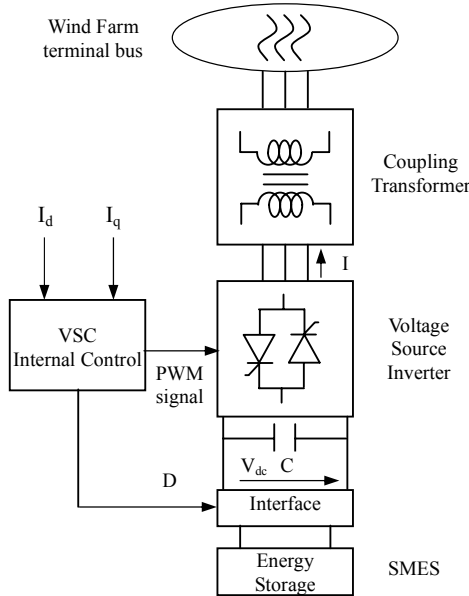 Wind Farm
terminal bus
Coupling
Transformer
I
I_d
I_q
VSC
Internal Control
PWM
signal
Voltage
Source
Inverter
V_dc
C
D
Interface
Energy
Storage
SMES